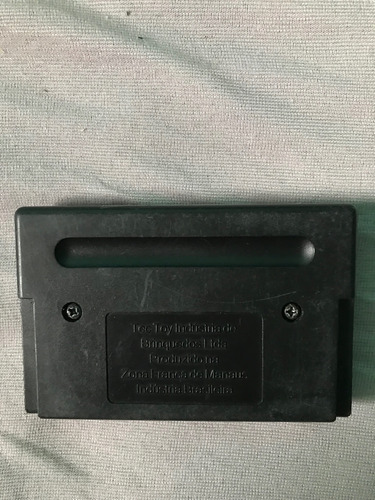 Tec Toy Indústria de
Brinquedos Ltda
Produzido na
Zona Franca de Manaus
Indústria Brasileira